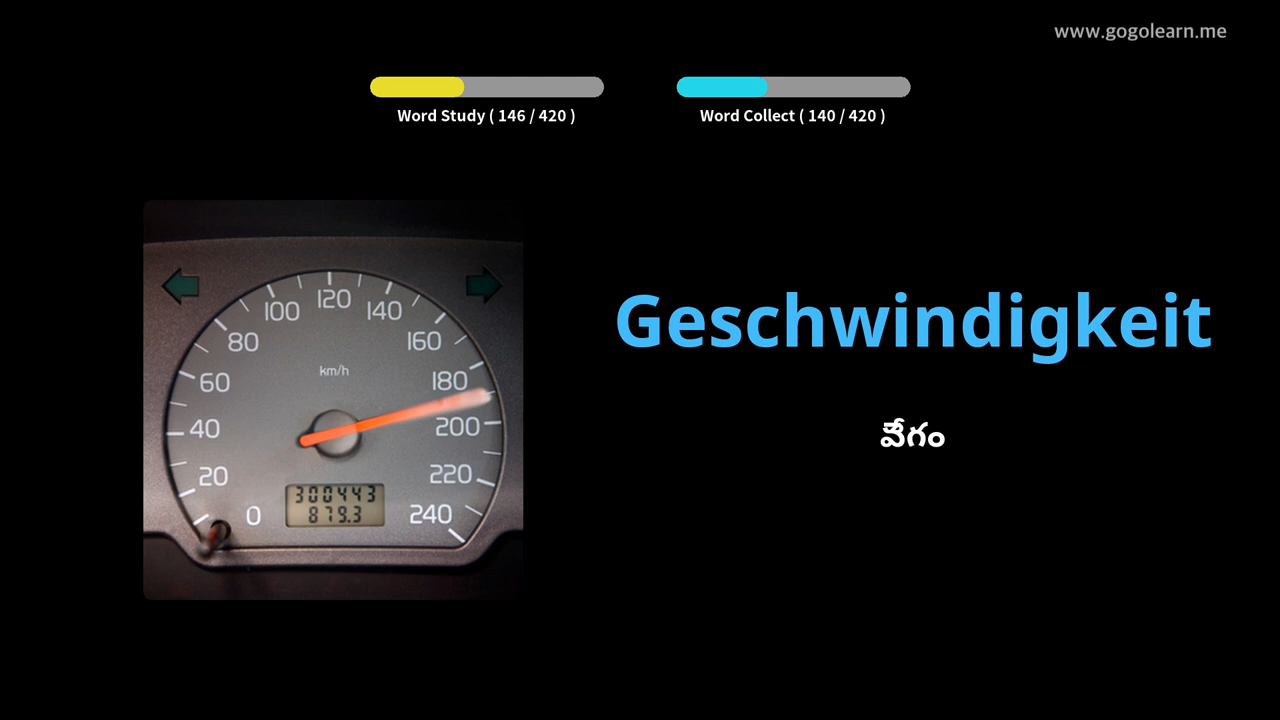 www.gogolearn.me
Word Study ( 146 / 420 )
Word Collect ( 140 / 420 )
Geschwindigkeit
వేగం
0
20
40
60
80
100
120
140
160
180
200
220
240
km/h
300443
879.3